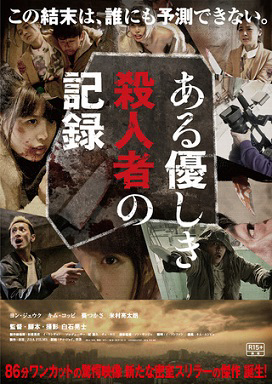 この結末は、誰にも予測できない。
ある優しき
殺人者の
記録
ヨン・ジェウク キム・コッビ 葵つかさ 米村亮太朗
監督・脚本・撮影 白石晃士
R15+
86分ワンカットの驚愕映像・新たな密室スリラーの傑作 誕生!